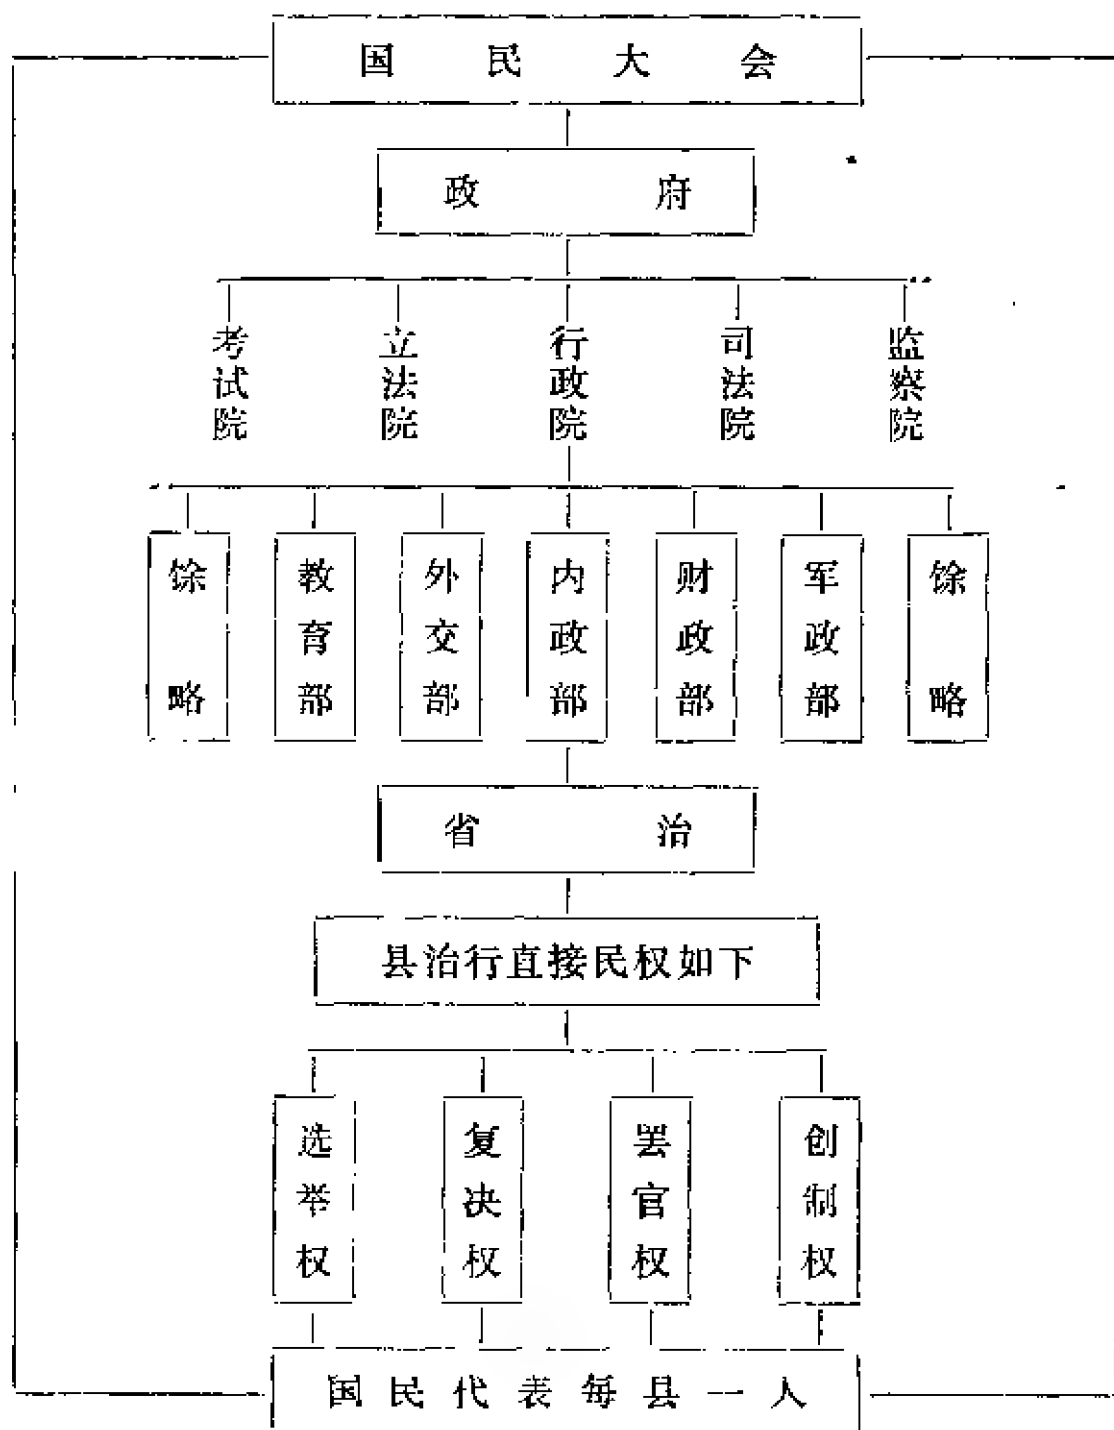 国民大会
政府
考试院
立法院
行政院
司法院
监察院
馀略
教育部
外交部
内政部
财政部
军政部
馀略
省治
县治行直接民权如下
选举权
复决权
罢官权
创制权
国民代表每县一人